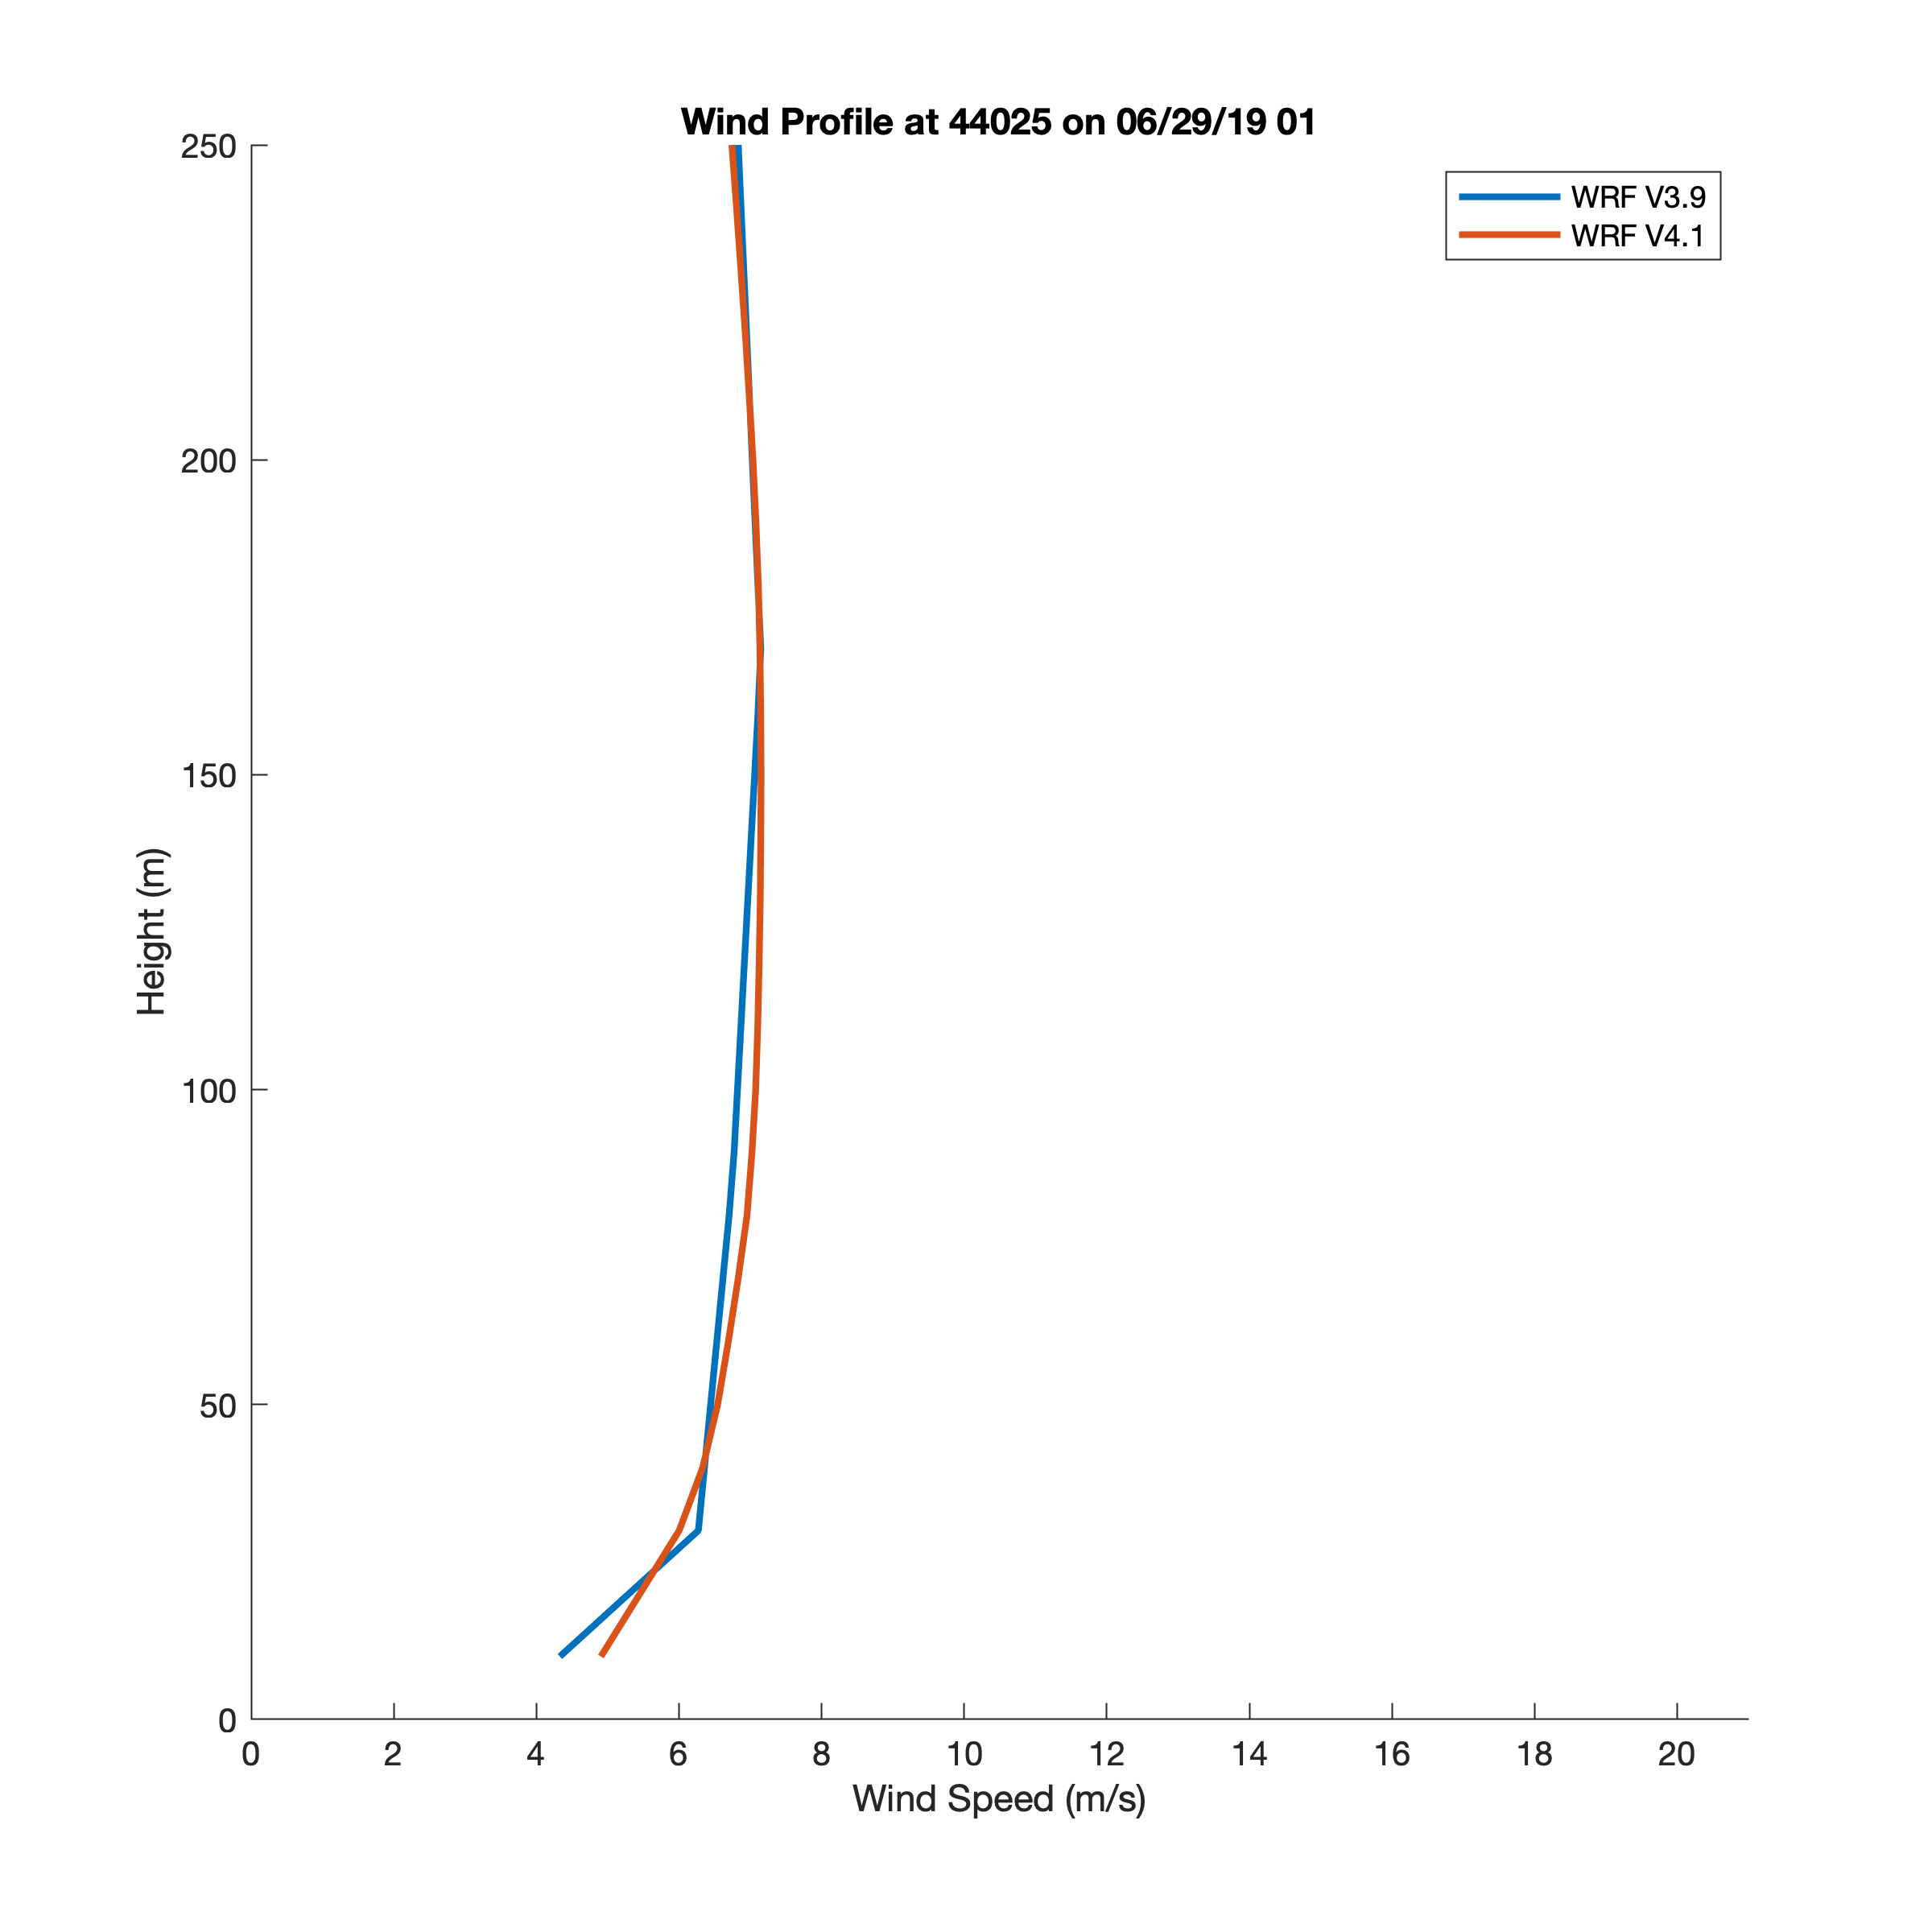 Wind Profile at 44025 on 06/29/19 01
WRF V3.9
WRF V4.1
250
200
150
100
50
0
Height (m)
0 2 4 6 8 10 12 14 16 18 20
Wind Speed (m/s)